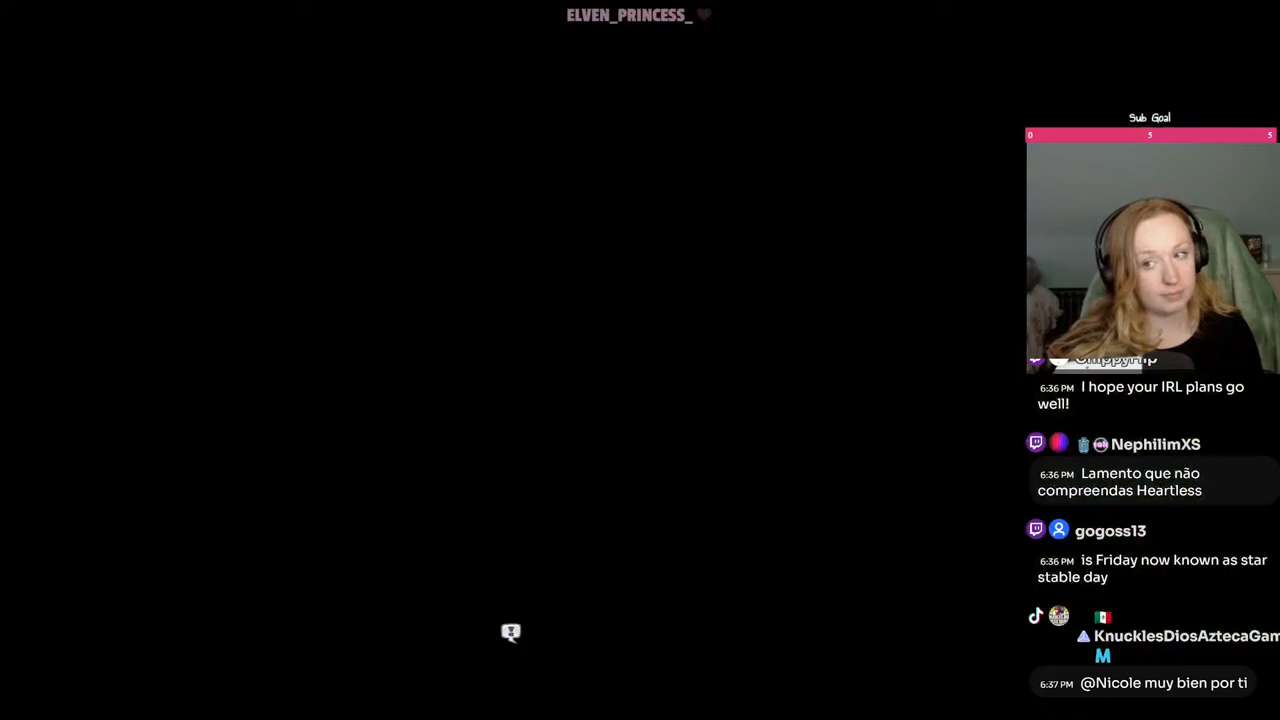 ELVEN_PRINCESS_
Sub Goal
0 5 5
ChippyHip
6:36 PM I hope your IRL plans go
well!
NephilimXS
6:36 PM Lamento que não
compreendas Heartless
gogoss13
6:36 PM is Friday now known as star
stable day
KnucklesDiosAztecaGam
M
6:37 PM @Nicole muy bien por ti